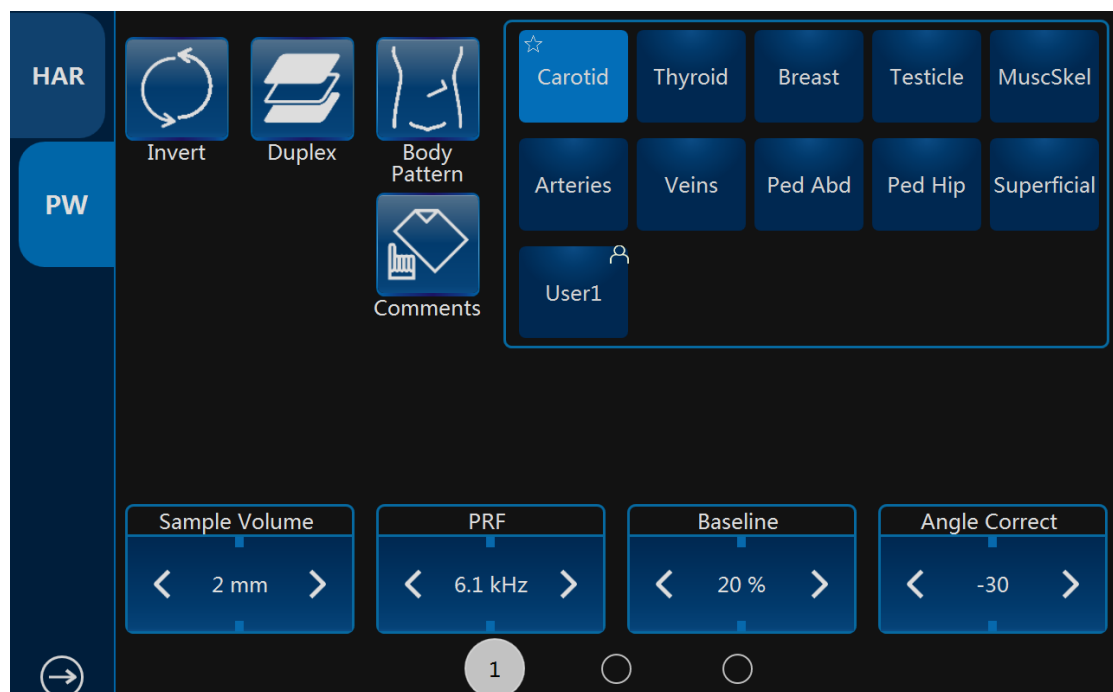 HAR
PW
Invert
Duplex
Body
Pattern
Comments
Carotid
Thyroid
Breast
Testicle
MuscSkel
Arteries
Veins
Ped Abd
Ped Hip
Superficial
User1
Sample Volume
2 mm
PRF
6.1 kHz
Baseline
20 %
Angle Correct
-30
1